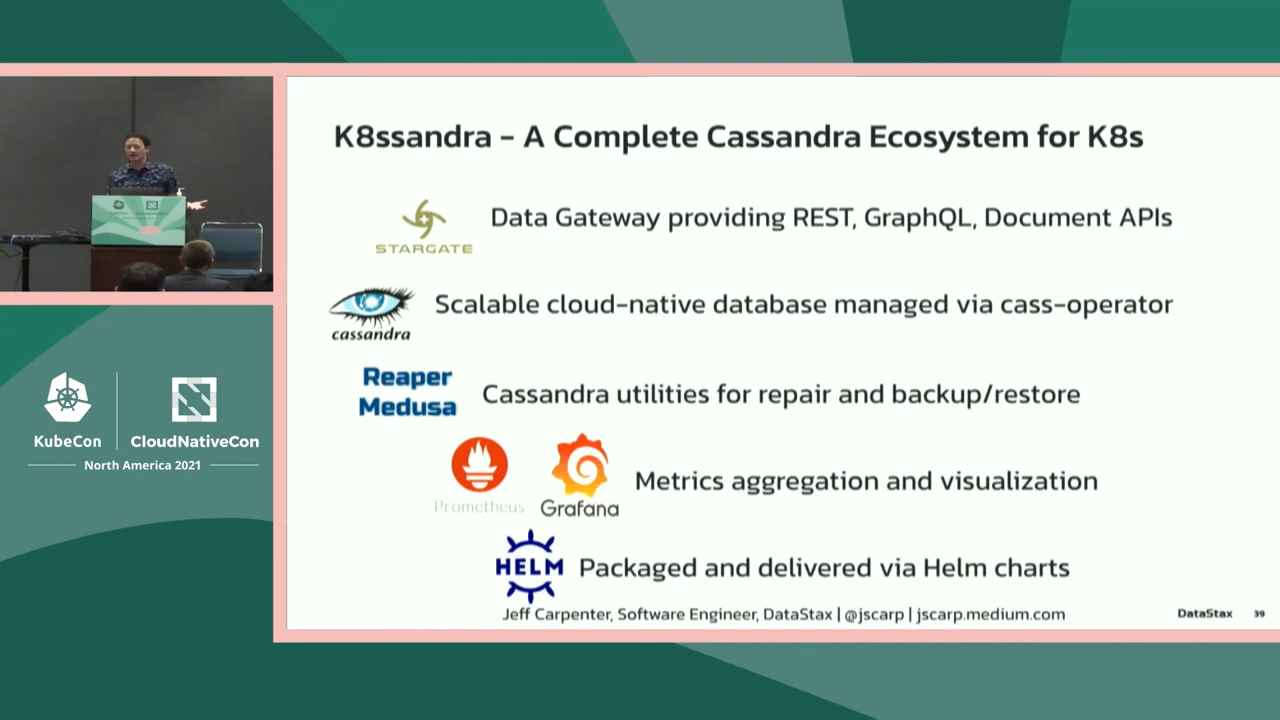 K8ssandra – A Complete Cassandra Ecosystem for K8s
STARGATE
Data Gateway providing REST, GraphQL, Document APIs
cassandra
Scalable cloud-native database managed via cass-operator
Reaper
Medusa
Cassandra utilities for repair and backup/restore
Prometheus
Grafana
Metrics aggregation and visualization
HELM
Packaged and delivered via Helm charts
Jeff Carpenter, Software Engineer, DataStax | @jscarp | jscarp.medium.com
DataStax 39
KubeCon
CloudNativeCon
North America 2021